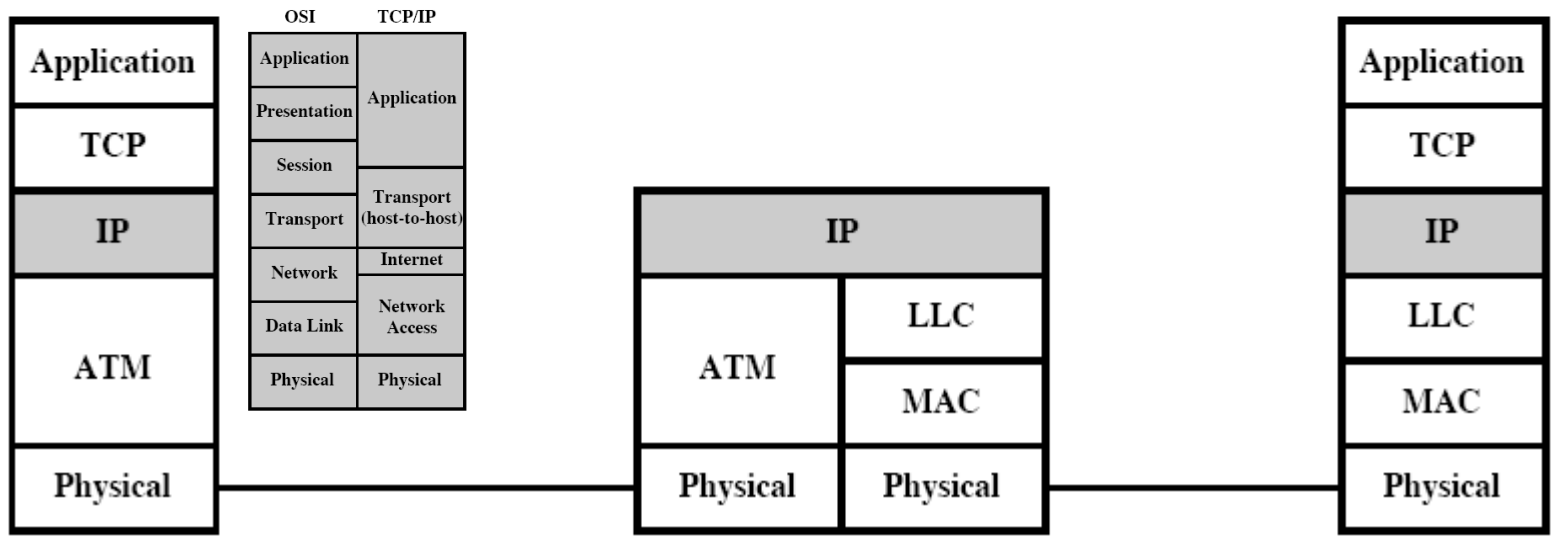 Application
TCP
IP
ATM
Physical
OSI TCP/IP
Application
Presentation
Session
Transport
Network
Data Link
Physical
Application
Transport
(host-to-host)
Internet
Network
Access
Physical
IP
ATM
Physical
LLC
MAC
Physical
Application
TCP
IP
LLC
MAC
Physical